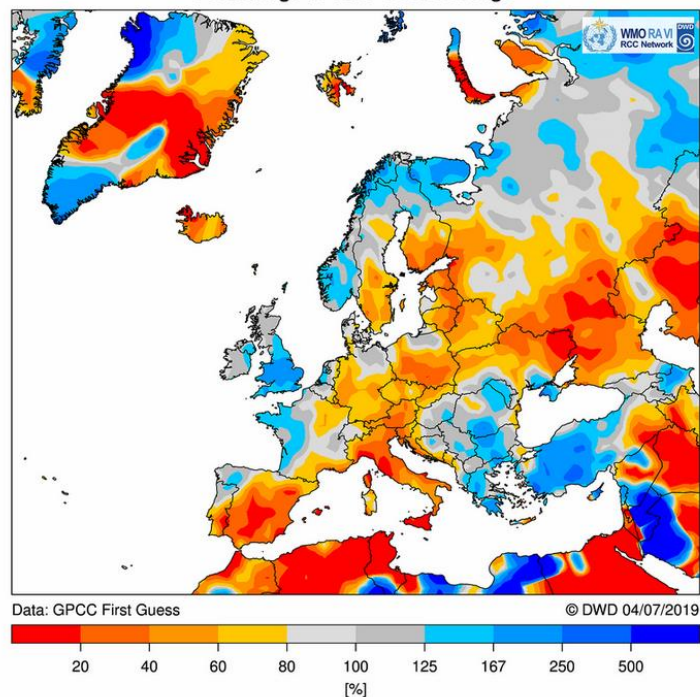 WMO RA VI
RCC Network
DWD
Data: GPCC First Guess
© DWD 04/07/2019
20 40 60 80 100 125 167 250 500
[%]